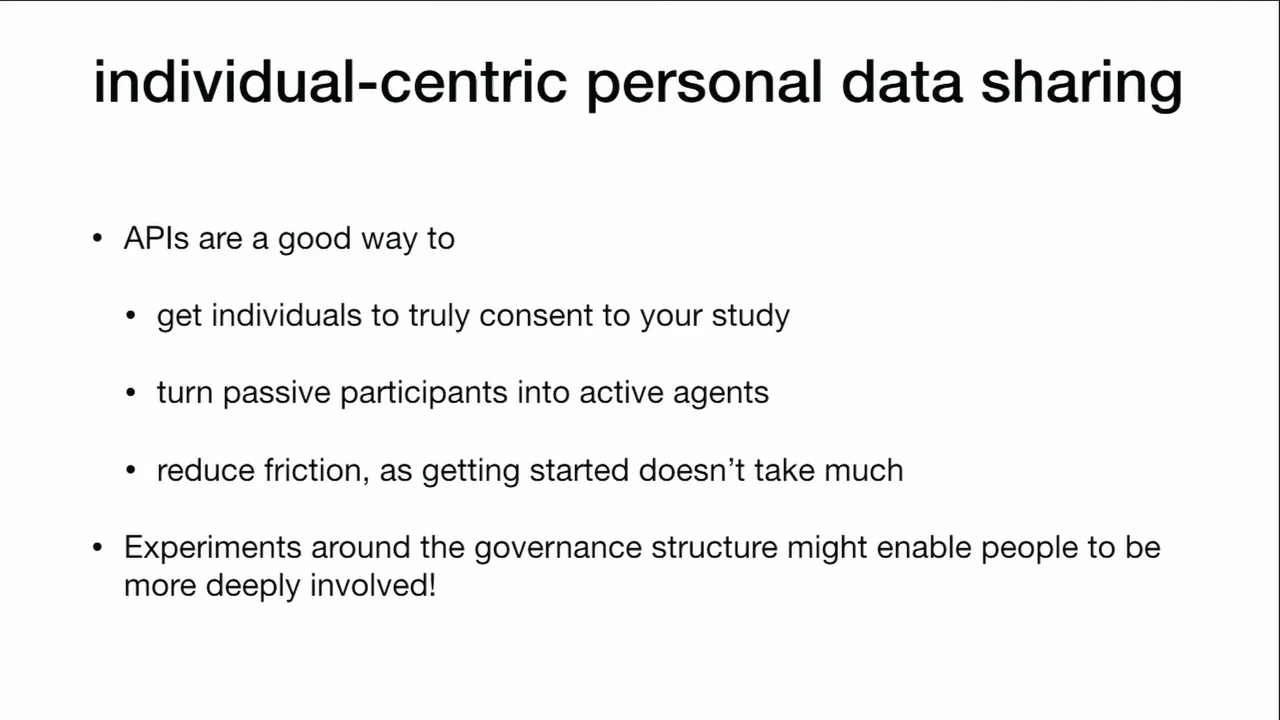 individual-centric personal data sharing
• APIs are a good way to
• get individuals to truly consent to your study
• turn passive participants into active agents
• reduce friction, as getting started doesn’t take much
• Experiments around the governance structure might enable people to be
more deeply involved!